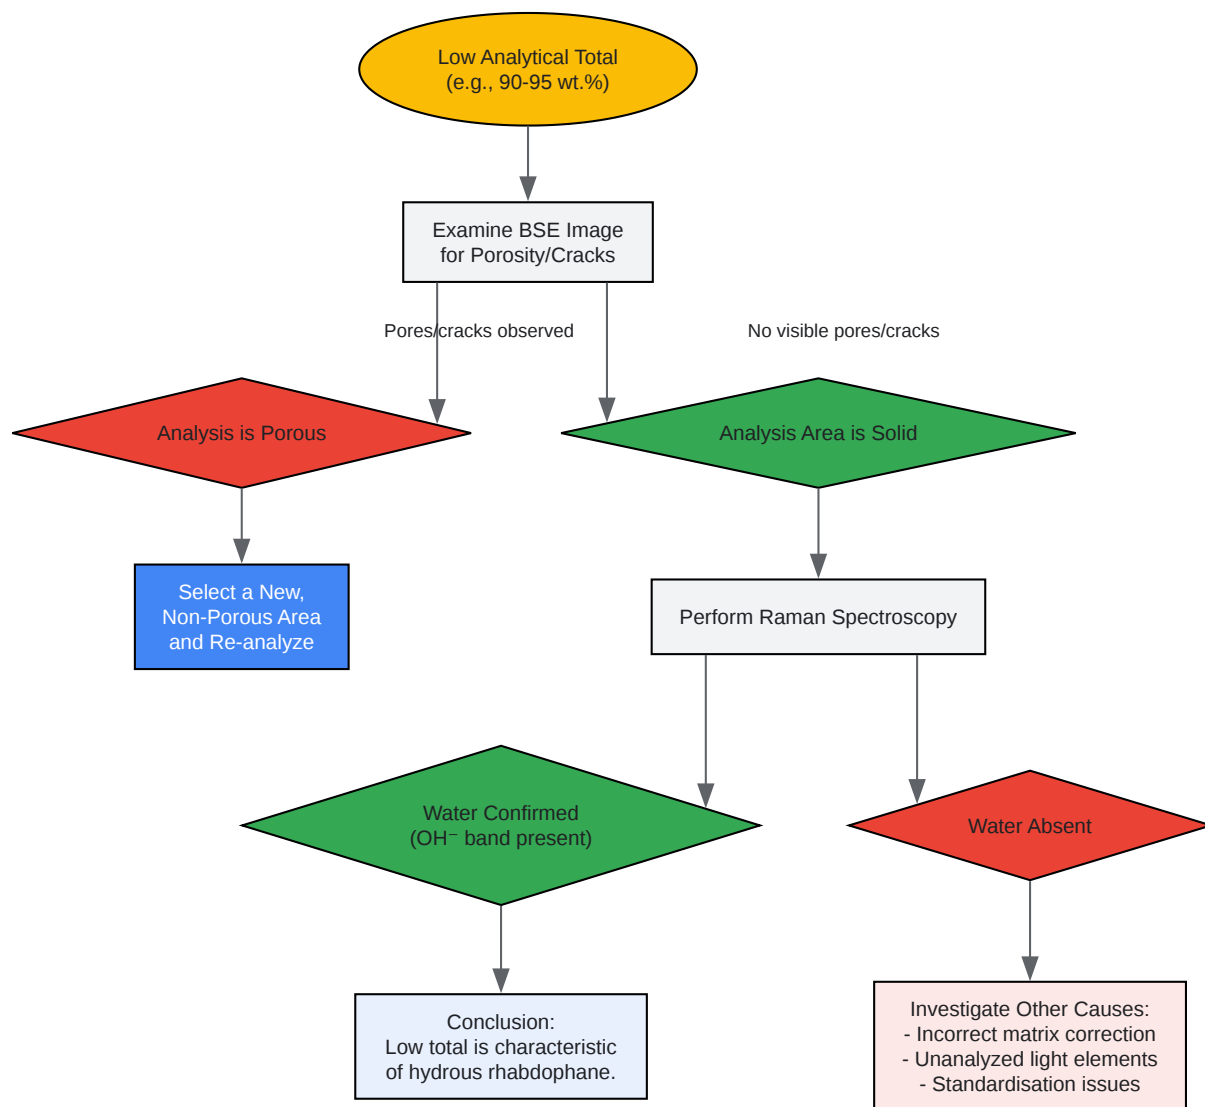 Low Analytical Total
(e.g., 90-95 wt.%)
Examine BSE Image
for Porosity/Cracks
Pores/cracks observed
No visible pores/cracks
Analysis is Porous
Analysis Area is Solid
Select a New,
Non-Porous Area
and Re-analyze
Perform Raman Spectroscopy
Water Confirmed
(OH⁻ band present)
Water Absent
Conclusion:
Low total is characteristic
of hydrous rhabdophane.
Investigate Other Causes:
- Incorrect matrix correction
- Unanalyzed light elements
- Standardisation issues